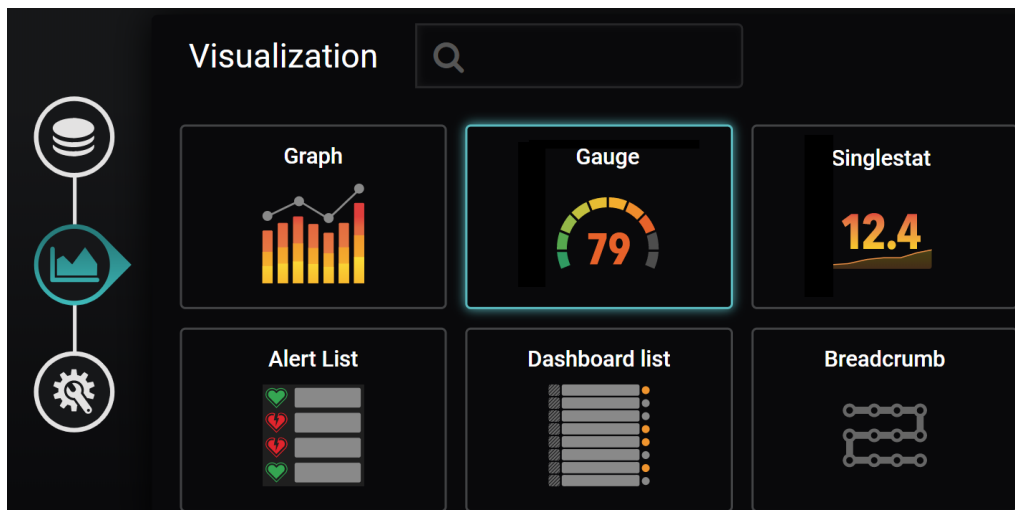 Visualization
Graph
Gauge
Singlestat
79
12.4
Alert List
Dashboard list
Breadcrumb